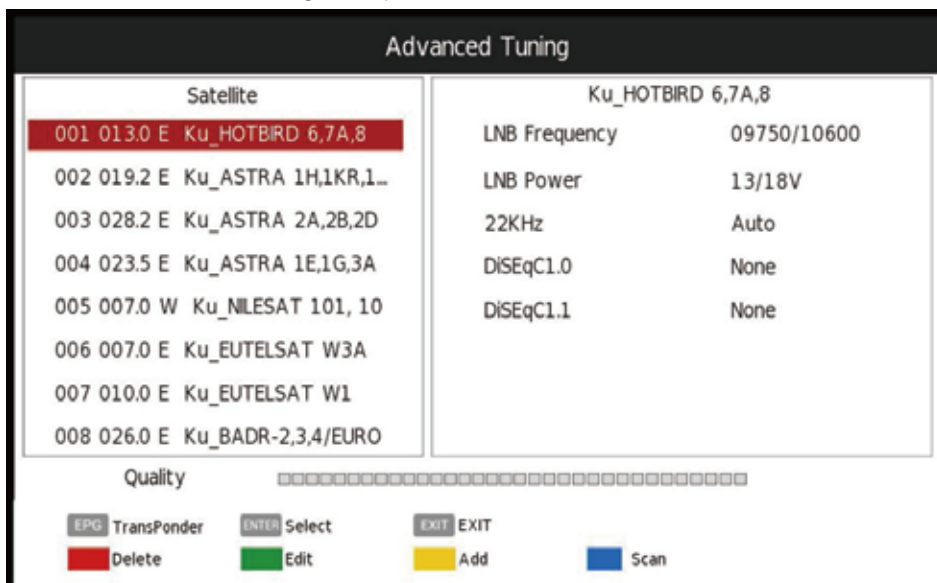 Advanced Tuning
Satellite
001 013.0 E Ku_HOTBIRD 6,7A,8
002 019.2 E Ku_ASTRA 1H,1KR,1...
003 028.2 E Ku_ASTRA 2A,2B,2D
004 023.5 E Ku_ASTRA 1E,1G,3A
005 007.0 W Ku_NILESAT 101, 10
006 007.0 E Ku_EUTELSAT W3A
007 010.0 E Ku_EUTELSAT W1
008 026.0 E Ku_BADR-2,3,4/EURO
Ku_HOTBIRD 6,7A,8
LNB Frequency 09750/10600
LNB Power 13/18V
22KHz Auto
DiSEqC1.0 None
DiSEqC1.1 None
Quality
EPG TransPonder ENTER Select EXIT EXIT
Delete Edit Add Scan